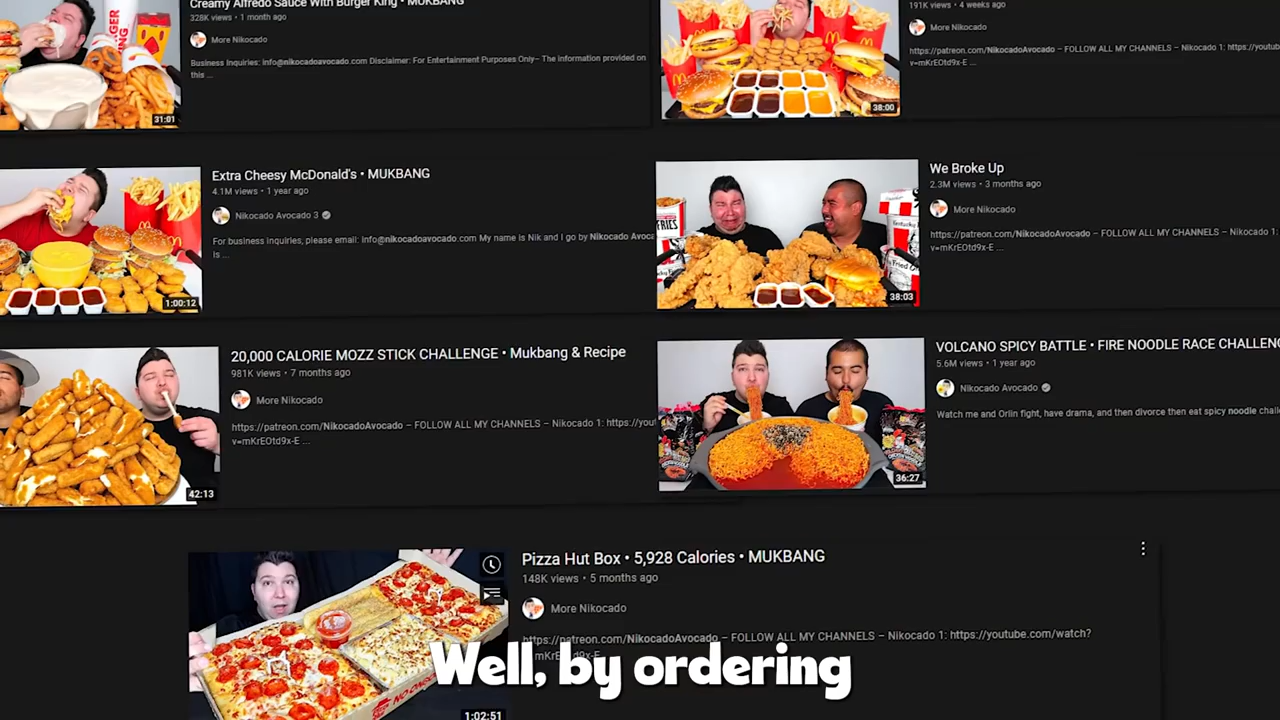 Creamy Alfredo Sauce With Burger King • MUKBANG
328K views • 1 month ago
More Nikocado
Business Inquiries: info@nikocadoavocado.com Disclaimer: For Entertainment Purposes Only– The information provided on
this ...
31:01
191K views • 4 weeks ago
More Nikocado
https://patreon.com/NikocadoAvocado – FOLLOW ALL MY CHANNELS – Nikocado 1: https://youtub
v=mKrEOtd9x-E ...
38:00
Extra Cheesy McDonald's • MUKBANG
4.1M views • 1 year ago
Nikocado Avocado 3
For business inquiries, please email: info@nikocadoavocado.com My name is Nik and I go by Nikocado Avoca
is ...
1:00:12
We Broke Up
2.3M views • 3 months ago
More Nikocado
https://patreon.com/NikocadoAvocado – FOLLOW ALL MY CHANNELS – Nikocado 1:
v=mKrEOtd9x-E ...
FRIES
38:03
20,000 CALORIE MOZZ STICK CHALLENGE • Mukbang & Recipe
981K views • 7 months ago
More Nikocado
https://patreon.com/NikocadoAvocado – FOLLOW ALL MY CHANNELS – Nikocado 1: https://yout
v=mKrEOtd9x-E ...
42:13
VOLCANO SPICY BATTLE • FIRE NOODLE RACE CHALLENG
5.6M views • 1 year ago
Nikocado Avocado
Watch me and Orlin fight, have drama, and then divorce then eat spicy noodle challe
36:27
Pizza Hut Box • 5,928 Calories • MUKBANG
148K views • 5 months ago
More Nikocado
https://patreon.com/NikocadoAvocado – FOLLOW ALL MY CHANNELS – Nikocado 1: https://youtube.com/watch?
mKrEOtd9x-E ...
1:02:51
Well, by ordering